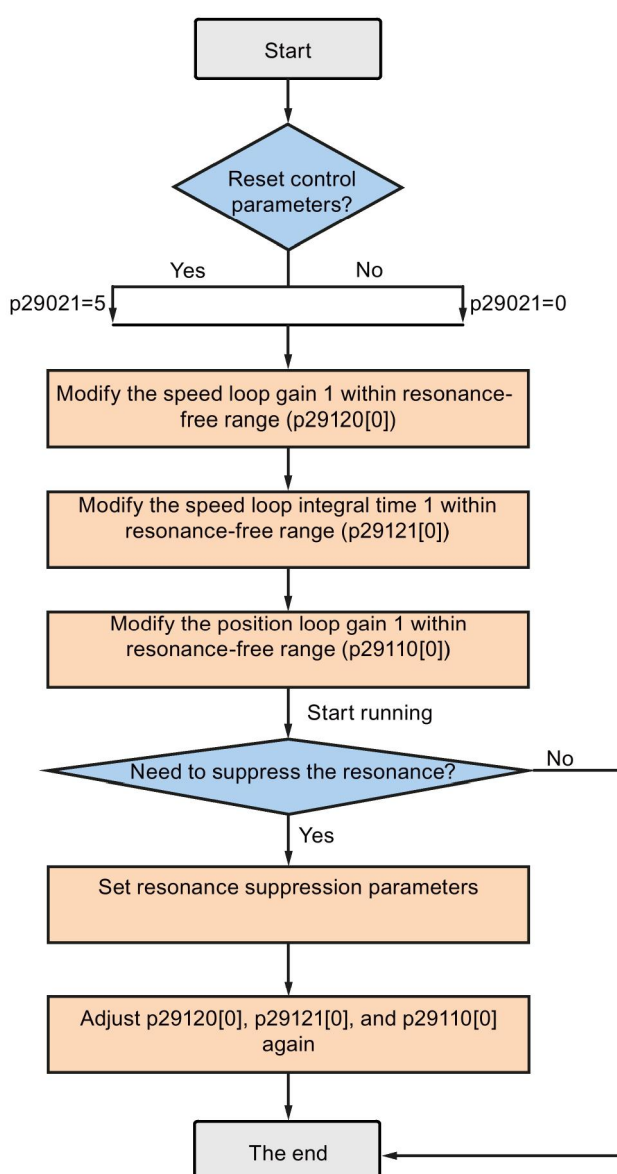 Start
Reset control
parameters?
Yes
No
p29021=5
p29021=0
Modify the speed loop gain 1 within resonance-
free range (p29120[0])
Modify the speed loop integral time 1 within
resonance-free range (p29121[0])
Modify the position loop gain 1 within
resonance-free range (p29110[0])
Start running
Need to suppress the resonance?
No
Yes
Set resonance suppression parameters
Adjust p29120[0], p29121[0], and p29110[0]
again
The end